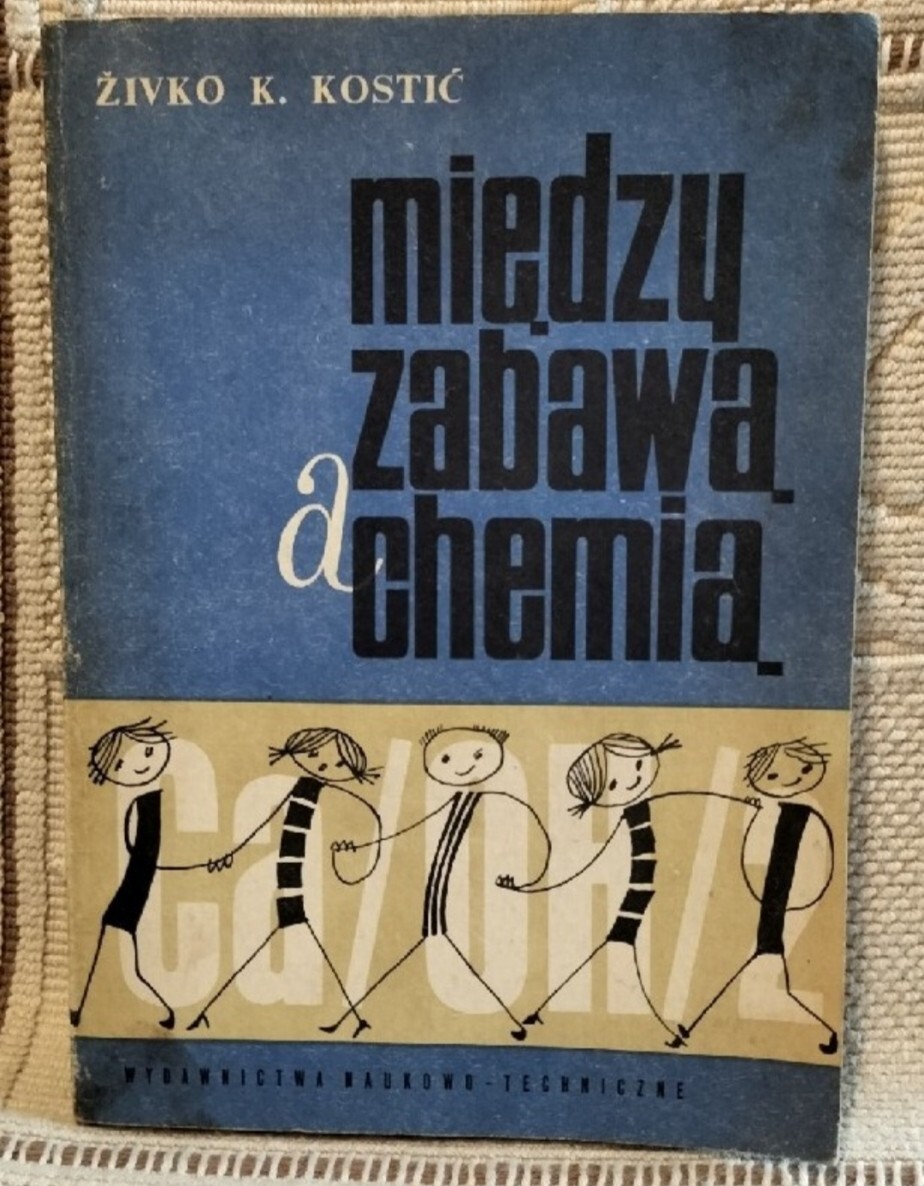 ŽIVKO K. KOSTIĆ
między
zabawą
a chemią
Ca/OH/2
WYDAWNICTWA NAUKOWO-TECHNICZNE